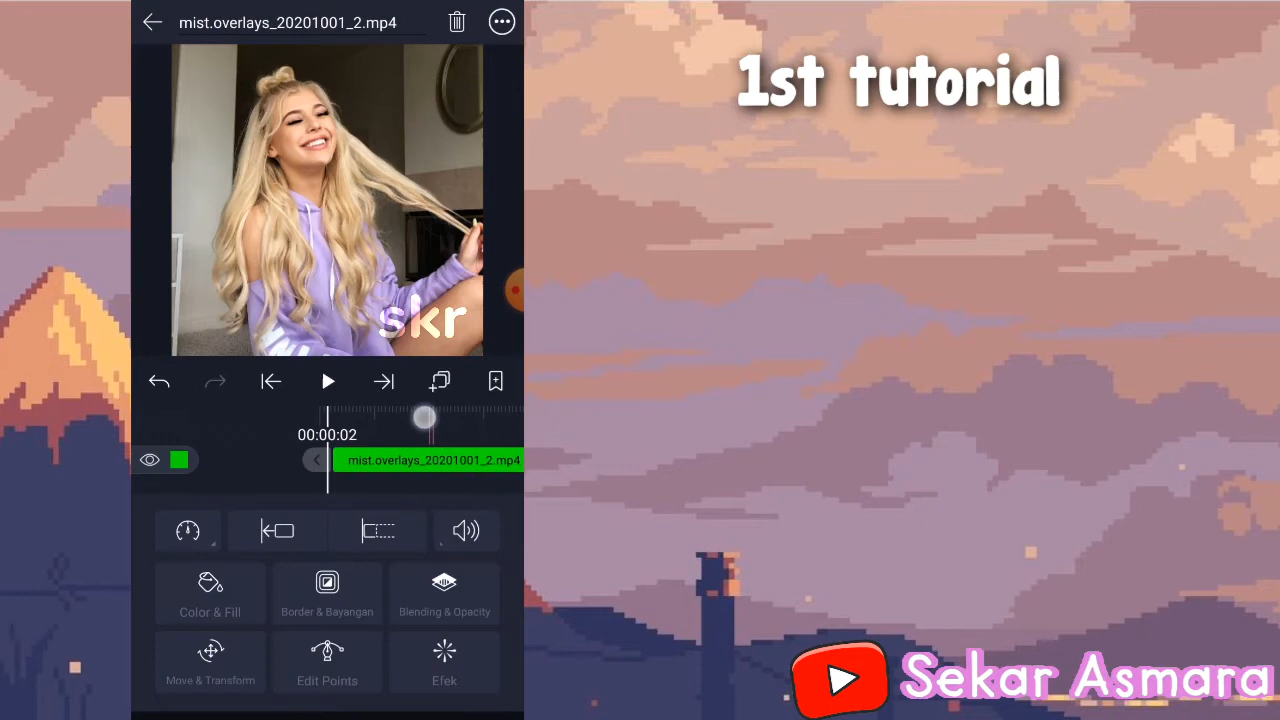 mist.overlays_20201001_2.mp4
1st tutorial
skr
00:00:02
mist.overlays_20201001_2.mp4
Color & Fill
Border & Bayangan
Blending & Opacity
Move & Transform
Edit Points
Efek
Sekar Asmara